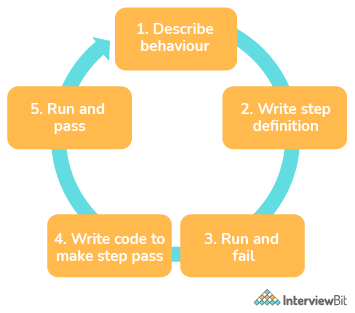 1. Describe
behaviour
2. Write step
definition
3. Run and
fail
4. Write code to
make step pass
5. Run and
pass
InterviewBit